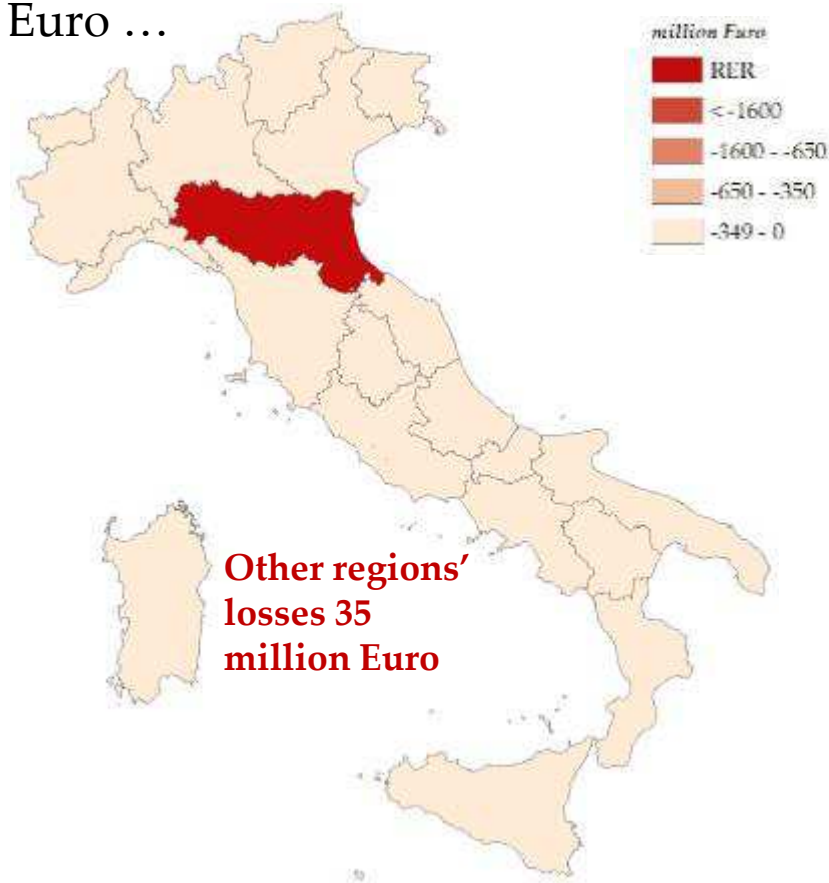 Euro …
million Euro
RER
< -1600
-1600 - -650
-650 - -350
-349 - 0
Other regions’
losses 35
million Euro